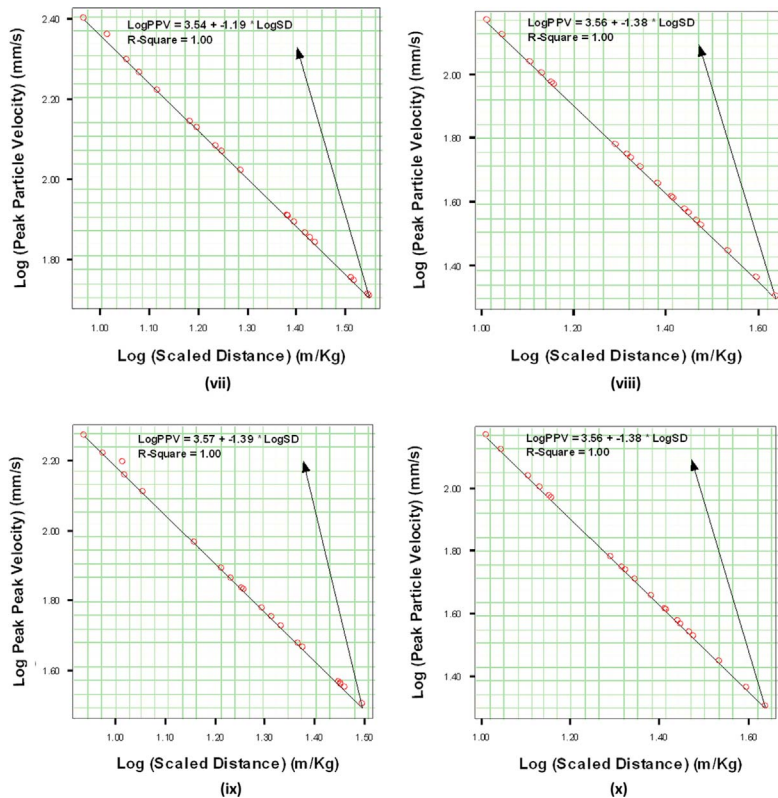 LogPPV = 3.54 + -1.19 * LogSD
R-Square = 1.00
2.40
2.20
2.00
1.80
1.00
1.10
1.20
1.30
1.40
1.50
Log (Peak Particle Velocity) (mm/s)
Log (Scaled Distance) (m/Kg)
(vii)
LogPPV = 3.56 + -1.38 * LogSD
R-Square = 1.00
2.00
1.80
1.60
1.40
1.00
1.20
1.40
1.60
Log (Peak Particle Velocity) (mm/s)
Log (Scaled Distance) (m/Kg)
(viii)
LogPPV = 3.57 + -1.39 * LogSD
R-Square = 1.00
2.20
2.00
1.80
1.60
1.00
1.10
1.20
1.30
1.40
1.50
Log Peak Peak Velocity) (mm/s)
Log (Scaled Distance) (m/Kg)
(ix)
LogPPV = 3.56 + -1.38 * LogSD
R-Square = 1.00
2.00
1.80
1.60
1.40
1.00
1.20
1.40
1.60
Log (Peak Particle Velocity) (mm/s)
Log (Scaled Distance) (m/Kg)
(x)